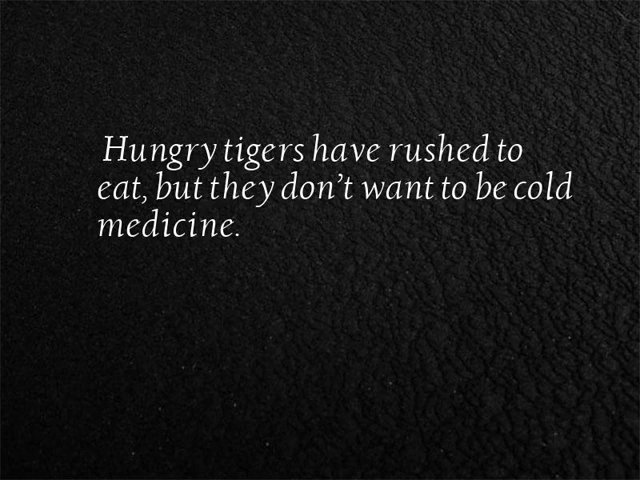 Hungry tigers have rushed to
eat, but they don’t want to be cold
medicine.